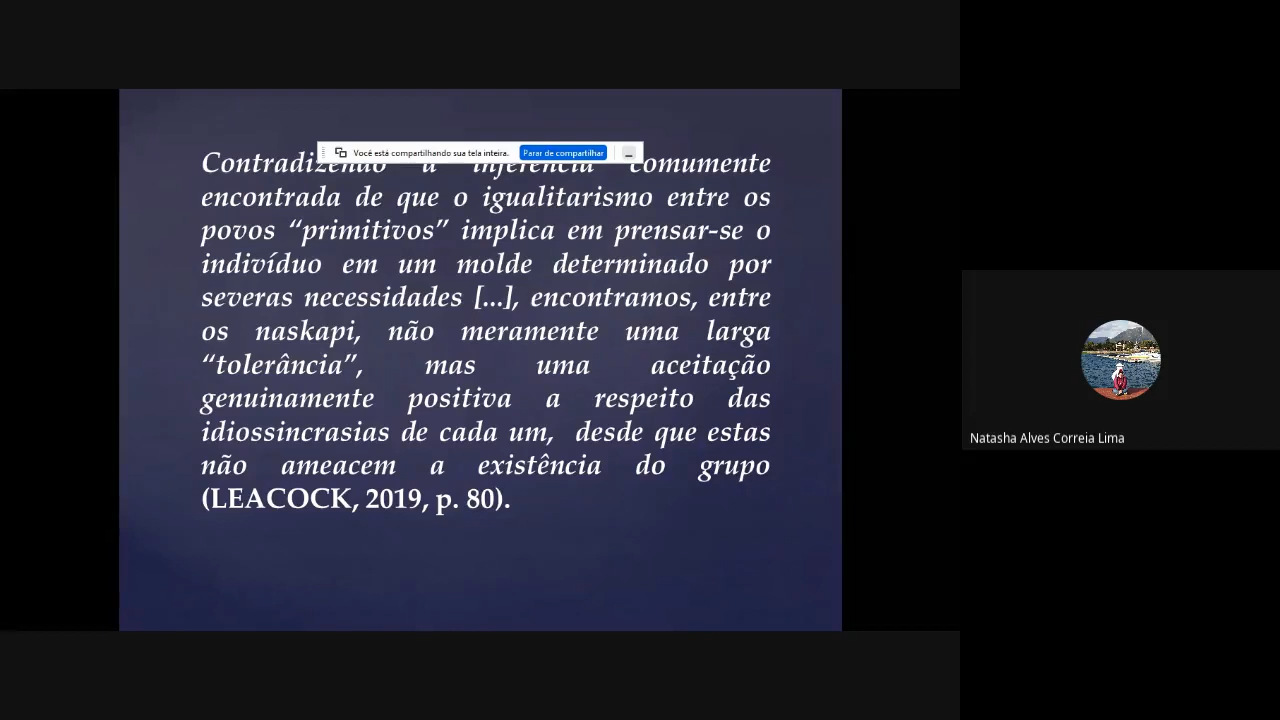 Você está compartilhando sua tela inteira. Parar de compartilhar
Contradizendo a inferência comumente
encontrada de que o igualitarismo entre os
povos “primitivos” implica em prensar-se o
indivíduo em um molde determinado por
severas necessidades [...], encontramos, entre
os naskapi, não meramente uma larga
“tolerância”, mas uma aceitação
genuinamente positiva a respeito das
idiossincrasias de cada um, desde que estas
não ameacem a existência do grupo
(LEACOCK, 2019, p. 80).
Natasha Alves Correia Lima